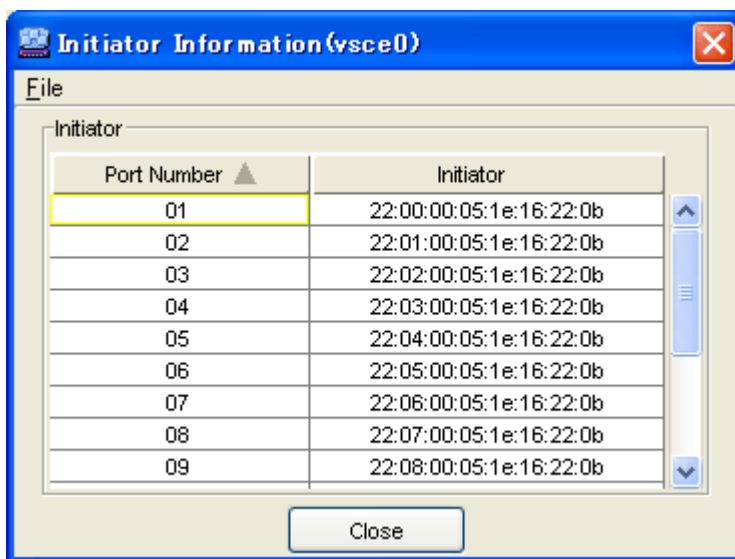 Initiator Information(vsce0)
File
Initiator
Port Number Initiator
01 22:00:00:05:1e:16:22:0b
02 22:01:00:05:1e:16:22:0b
03 22:02:00:05:1e:16:22:0b
04 22:03:00:05:1e:16:22:0b
05 22:04:00:05:1e:16:22:0b
06 22:05:00:05:1e:16:22:0b
07 22:06:00:05:1e:16:22:0b
08 22:07:00:05:1e:16:22:0b
09 22:08:00:05:1e:16:22:0b
Close